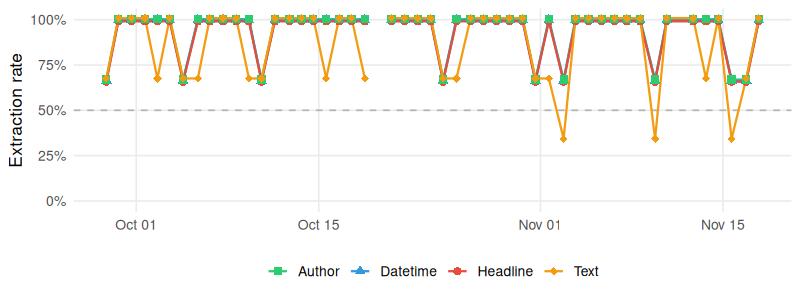 100%
75%
50%
25%
0%
Extraction rate
Oct 01
Oct 15
Nov 01
Nov 15
Author
Datetime
Headline
Text